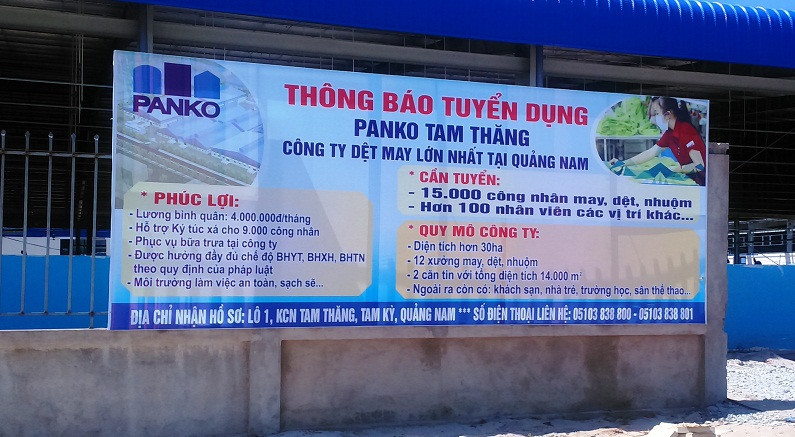 PANKO
THÔNG BÁO TUYỂN DỤNG
PANKO TAM THĂNG
CÔNG TY DỆT MAY LỚN NHẤT TẠI QUẢNG NAM
* PHÚC LỢI:
- Lương bình quân: 4.000.000đ/tháng
- Hỗ trợ Ký túc xá cho 9.000 công nhân
- Phục vụ bữa trưa tại công ty
- Được hưởng đầy đủ chế độ BHYT, BHXH, BHTN
theo quy định của pháp luật
- Môi trường làm việc an toàn, sạch sẽ...
* CẦN TUYỂN:
- 15.000 công nhân may, dệt, nhuộm
- Hơn 100 nhân viên các vị trí khác...
* QUY MÔ CÔNG TY:
- Diện tích hơn 30ha
- 12 xưởng may, dệt, nhuộm
- 2 căn tin với tổng diện tích 14.000 m²
- Ngoài ra còn có: khách sạn, nhà trẻ, trường học, sân thể thao...
ĐỊA CHỈ NHẬN HỒ SƠ: LÔ 1, KCN TAM THĂNG, TAM KỲ, QUẢNG NAM *** SỐ ĐIỆN THOẠI LIÊN HỆ: 05103 838 800 - 05103 838 801